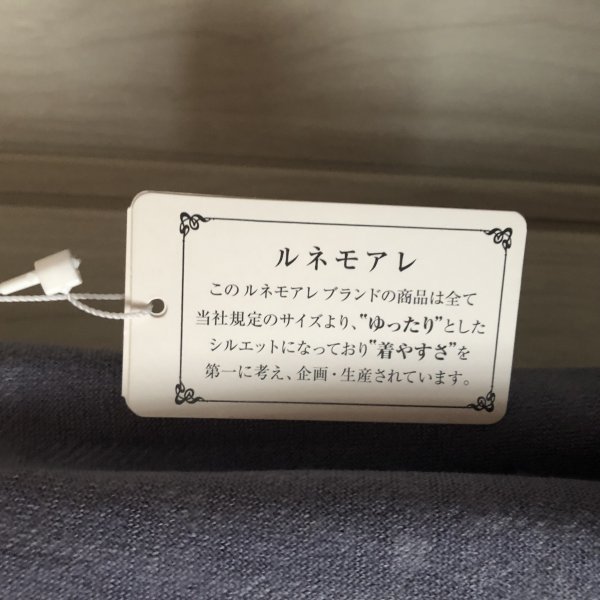 ルネモアレ
このルネモアレブランドの商品は全て
当社規定のサイズより、"ゆったり"とした
シルエットになっており"着やすさ"を
第一に考え、企画・生産されています。